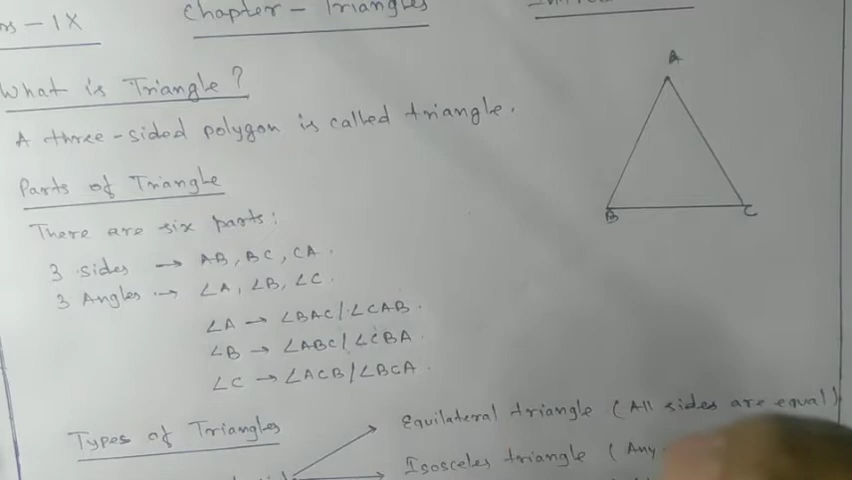 - IX
Chapter - Triangles
What is Triangle?
A three-sided polygon is called triangle.
A
B
C
Parts of Triangle
There are six parts:
3 sides → AB, BC, CA.
3 Angles → ∠A, ∠B, ∠C.
∠A → ∠BAC/∠CAB.
∠B → ∠ABC/∠CBA.
∠C → ∠ACB/∠BCA.
Types of Triangles
Equilateral triangle (All sides are equal)
Isosceles triangle (Any